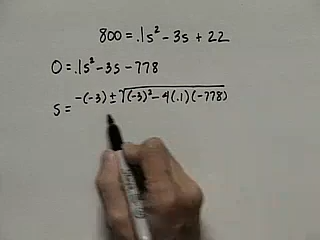 800 = .1s² - 3s + 22
0 = .1s² - 3s - 778
s = -(-3) ± √(-3)² - 4(.1)(-778)